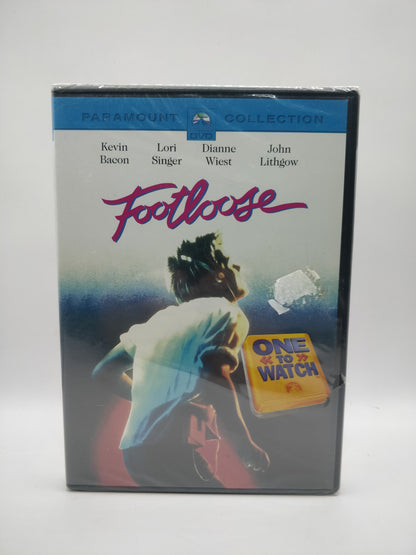 PARAMOUNT DVD COLLECTION
Kevin Bacon Lori Singer Dianne Wiest John Lithgow
Footloose
ONE
« TO »
WATCH